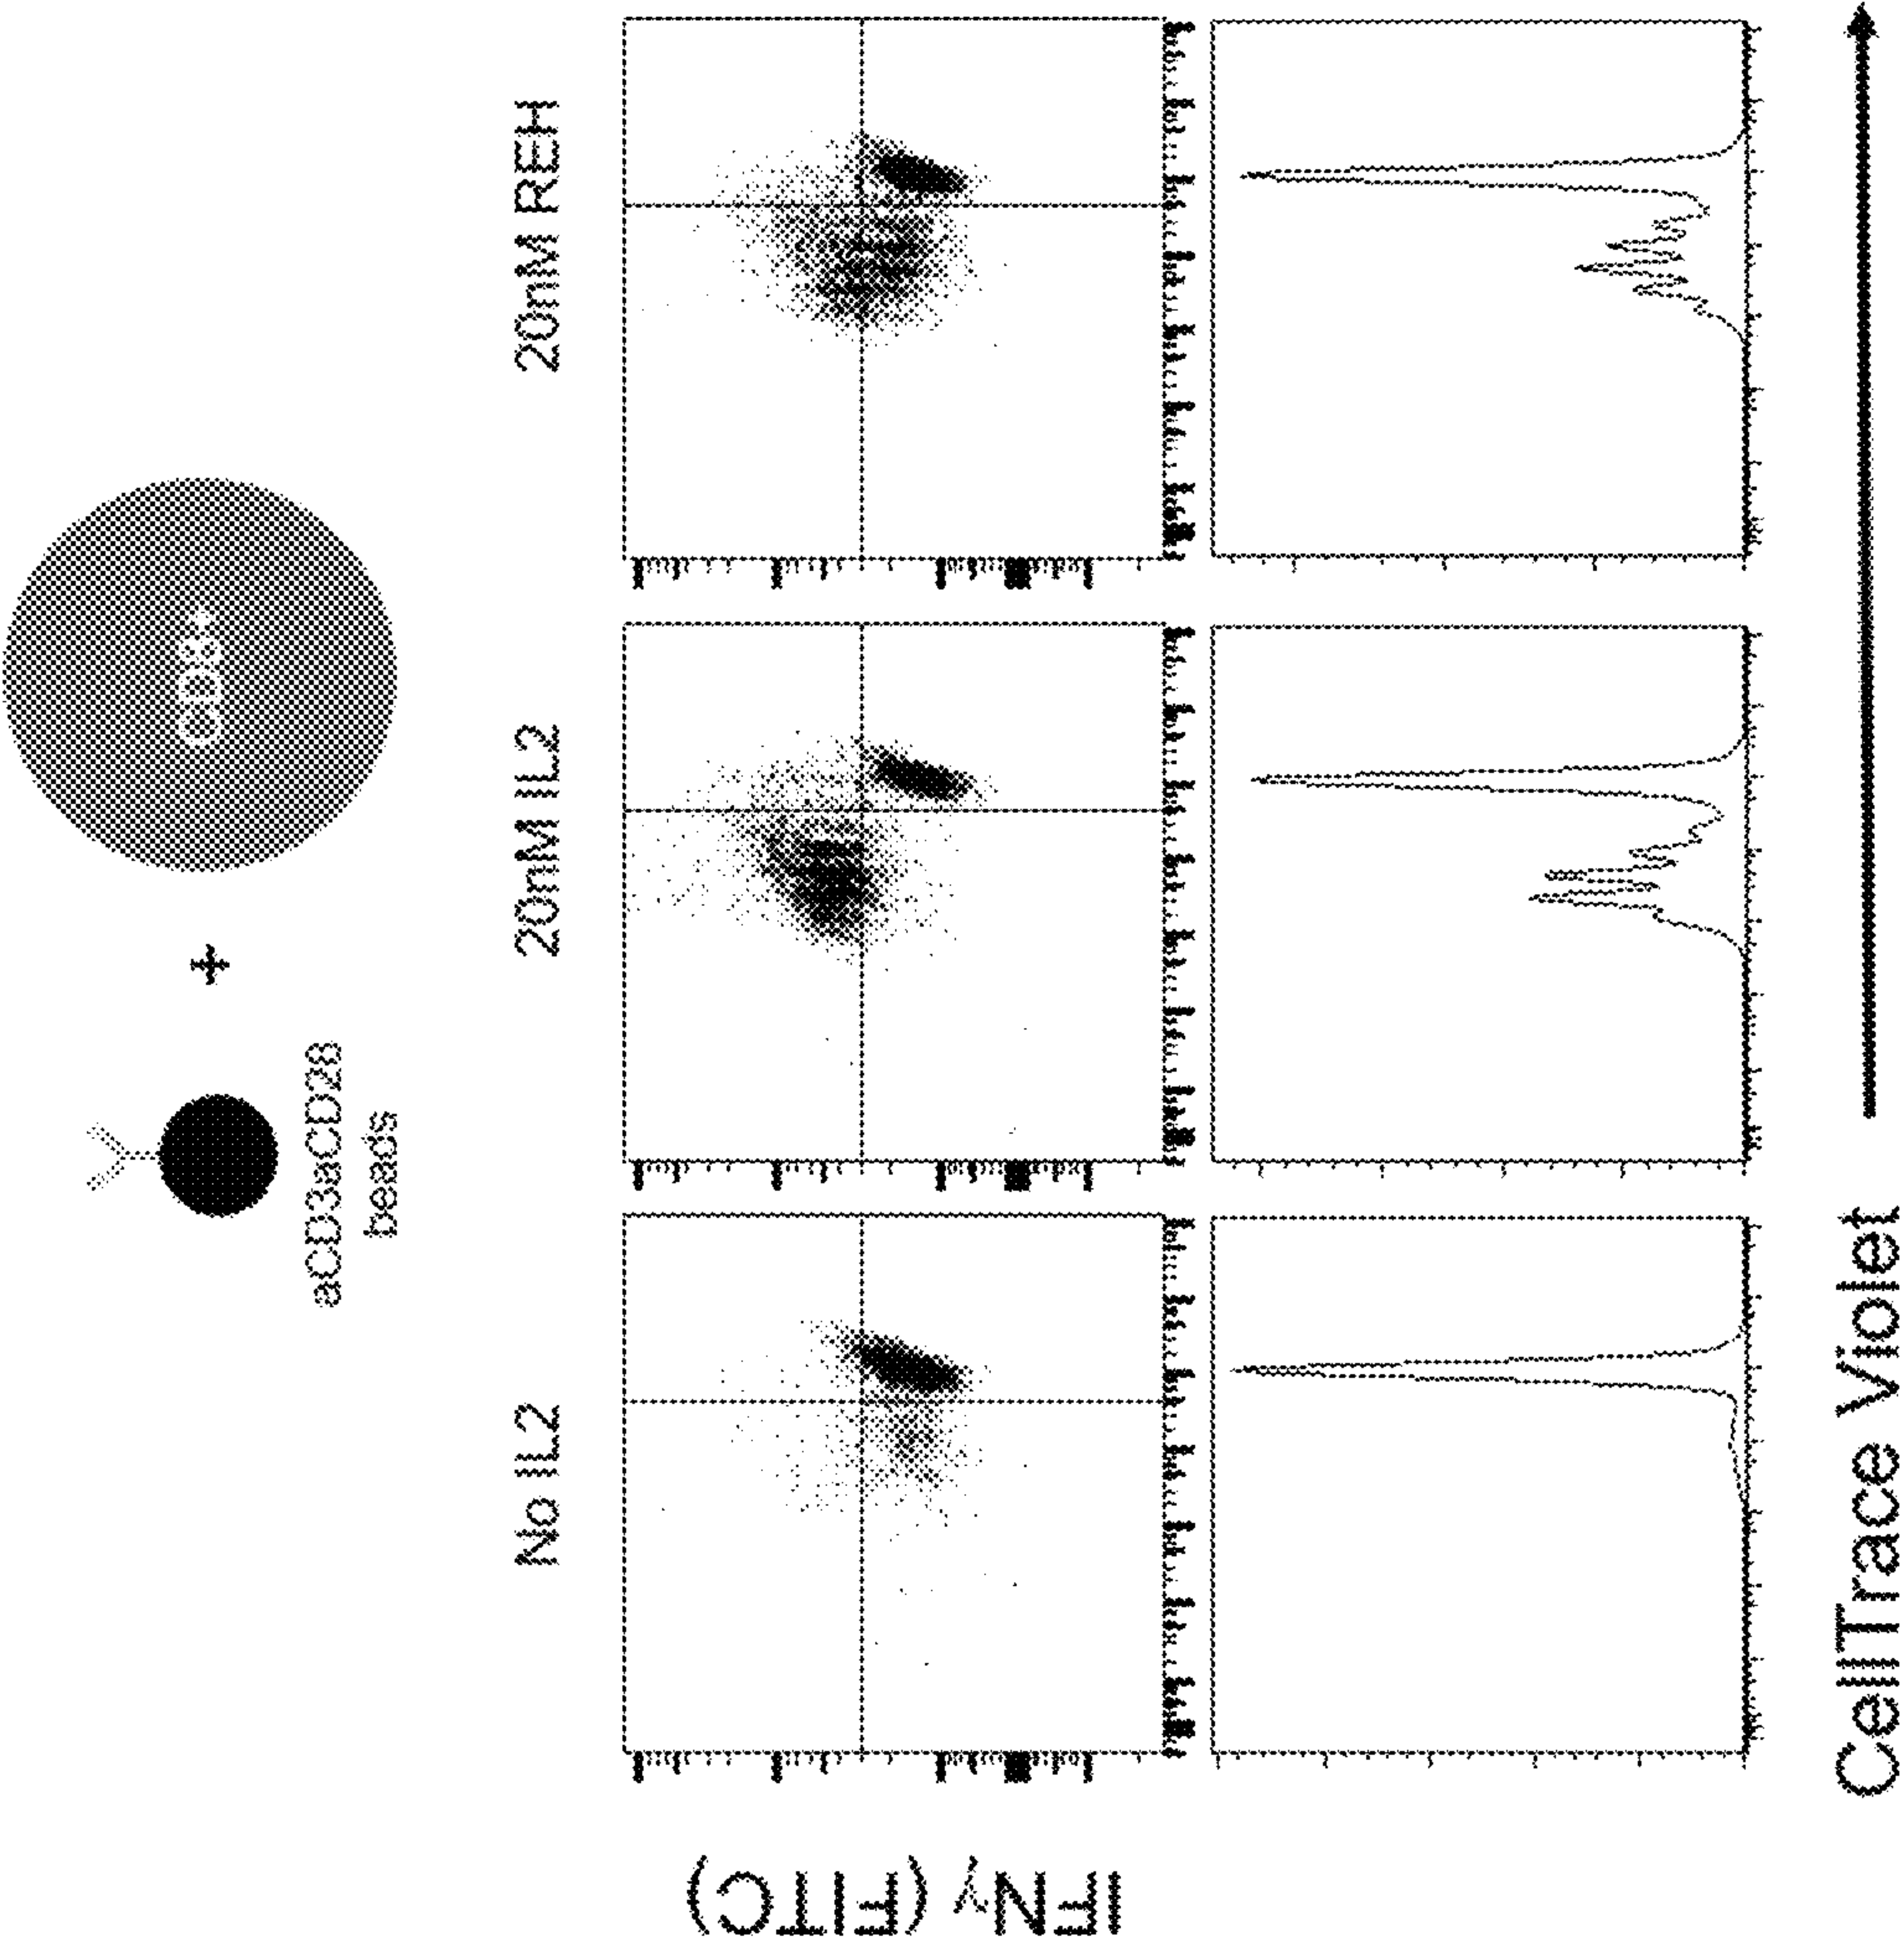 aCD3aCD28
beads
+
CD8+
No IL2
20nM IL2
20nM REH
IFNγ (FITC)
CellTrace Violet